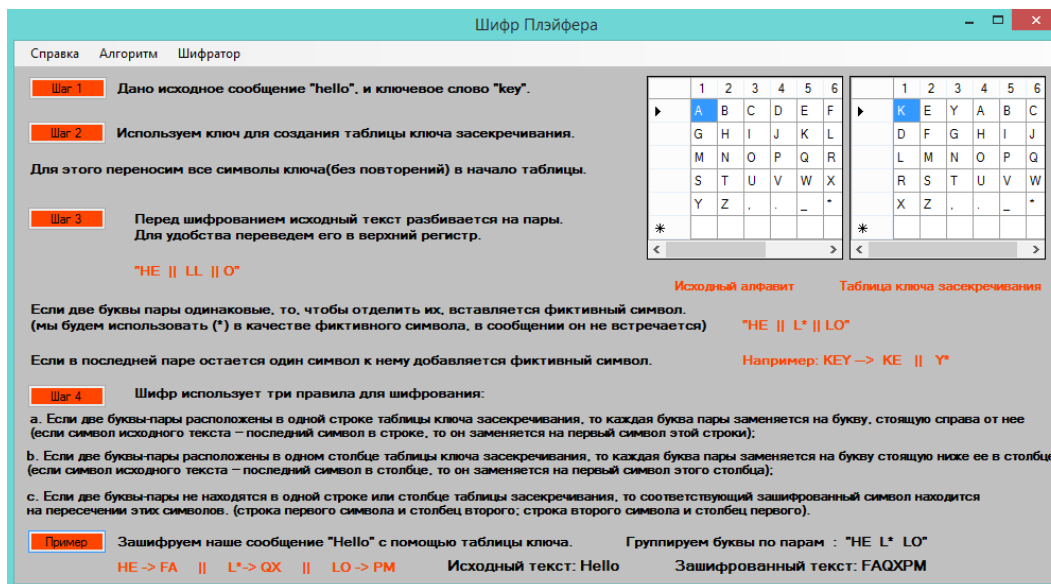 Шифр Плэйфера
Справка Алгоритм Шифратор
Шаг 1 Дано исходное сообщение "hello", и ключевое слово "key".
Шаг 2 Используем ключ для создания таблицы ключа засекречивания.
Для этого переносим все символы ключа(без повторений) в начало таблицы.
Шаг 3 Перед шифрованием исходный текст разбивается на пары.
Для удобства переведем его в верхний регистр.
"HE || LL || O"
1 2 3 4 5 6
A B C D E F
G H I J K L
M N O P Q R
S T U V W X
Y Z , . _ *
Исходный алфавит
1 2 3 4 5 6
K E Y A B C
D F G H I J
L M N O P Q
R S T U V W
X Z , . _ *
Таблица ключа засекречивания
Если две буквы пары одинаковые, то, чтобы отделить их, вставляется фиктивный символ.
(мы будем использовать (*) в качестве фиктивного символа, в сообщении он не встречается) "HE || L* || LO"
Если в последней паре остается один символ к нему добавляется фиктивный символ. Например: KEY —> KE || Y*
Шаг 4 Шифр использует три правила для шифрования:
a. Если две буквы-пары расположены в одной строке таблицы ключа засекречивания, то каждая буква пары заменяется на букву, стоящую справа от нее
(если символ исходного текста – последний символ в строке, то он заменяется на первый символ этой строки);
b. Если две буквы-пары расположены в одном столбце таблицы ключа засекречивания, то каждая буква пары заменяется на букву стоящую ниже ее в столбце
(если символ исходного текста – последний символ в столбце, то он заменяется на первый символ этого столбца);
c. Если две буквы-пары не находятся в одной строке или столбце таблицы засекречивания, то соответствующий зашифрованный символ находится
на пересечении этих символов. (строка первого символа и столбец второго; строка второго символа и столбец первого).
Пример Зашифруем наше сообщение "Hello" с помощью таблицы ключа. Группируем буквы по парам : "HE L* LO"
HE -> FA || L*-> QX || LO -> PM Исходный текст: Hello Зашифрованный текст: FAQXPM